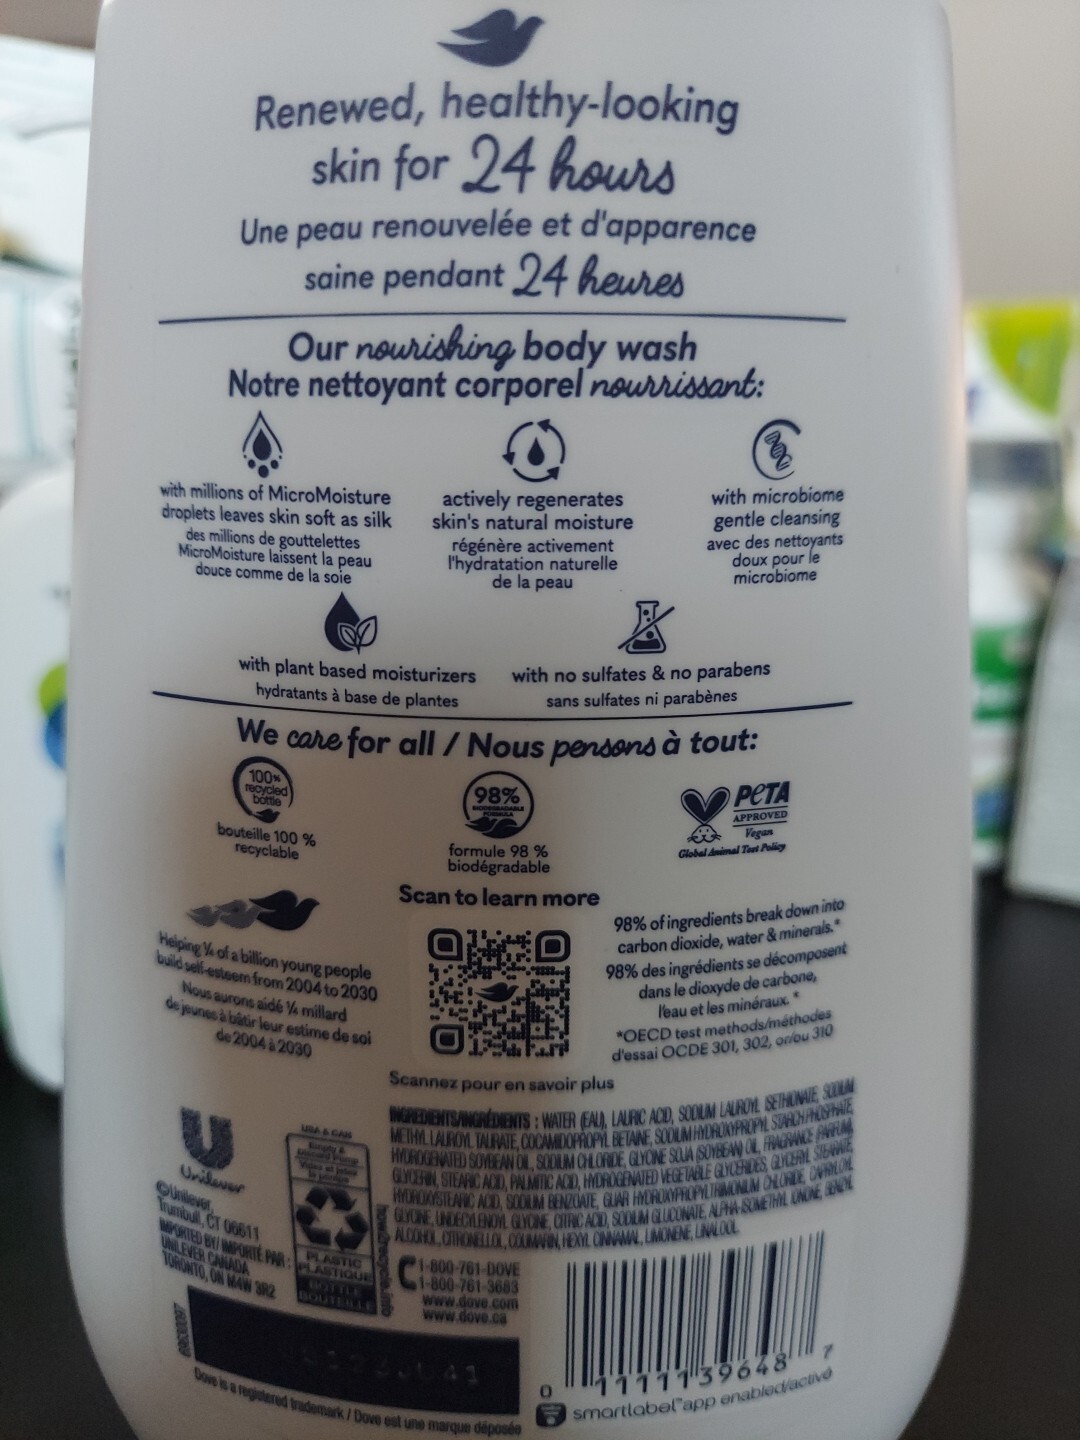 Renewed, healthy-looking
skin for 24 hours
Une peau renouvelée et d'apparence
saine pendant 24 heures
Our nourishing body wash
Notre nettoyant corporel nourrissant:
with millions of MicroMoisture
droplets leaves skin soft as silk
des millions de gouttelettes
MicroMoisture laissent la peau
douce comme de la soie
actively regenerates
skin's natural moisture
régénère activement
l'hydratation naturelle
de la peau
with microbiome
gentle cleansing
avec des nettoyants
doux pour le
microbiome
with plant based moisturizers
hydratants à base de plantes
with no sulfates & no parabens
sans sulfates ni parabènes
We care for all / Nous pensons à tout:
100%
recycled
bottle
bouteille 100 %
recyclable
98%
BIODEGRADABLE
FORMULA
formule 98 %
biodégradable
PETA
APPROVED
Vegan
Global Animal Test Policy
Helping ¼ of a billion young people
build self-esteem from 2004 to 2030
Nous aurons aidé ¼ millard
de jeunes à bâtir leur estime de soi
de 2004 à 2030
Scan to learn more
Scannez pour en savoir plus
98% of ingredients break down into
carbon dioxide, water & minerals.*
98% des ingrédients se décomposent
dans le dioxyde de carbone,
l'eau et les minéraux. *
*OECD test methods/méthodes
d'essai OCDE 301, 302, or/ou 310
INGREDIENTS/INGRÉDIENTS : WATER (EAU), LAURIC ACID, SODIUM LAUROYL ISETHIONATE, SODIUM
METHYL LAUROYL TAURATE, COCAMIDOPROPYL BETAINE, SODIUM HYDROXYPROPYL STARCH PHOSPHATE,
HYDROGENATED SOYBEAN OIL, SODIUM CHLORIDE, GLYCINE SOJA (SOYBEAN) OIL, FRAGRANCE (PARFUM),
GLYCERIN, STEARIC ACID, PALMITIC ACID, HYDROGENATED VEGETABLE GLYCERIDES, GLYCERYL STEARATE,
HYDROXYSTEARIC ACID, SODIUM BENZOATE, GUAR HYDROXYPROPYLTRIMONIUM CHLORIDE, CAPRYLOYL
GLYCINE, UNDECYLENOYL GLYCINE, CITRIC ACID, SODIUM GLUCONATE, ALPHA-ISOMETHYL IONONE, BENZYL
ALCOHOL, CITRONELLOL, COUMARIN, HEXYL CINNAMAL, LIMONENE, LINALOOL
Unilever
©Unilever,
Trumbull, CT 06611
IMPORTED BY/ IMPORTÉ PAR :
UNILEVER CANADA
TORONTO, ON M4W 3R2
USA & CAN
Empty &
PLASTIC
PLASTIQUE
BOTTLE
BOUTEILLE
how2recycle.info
1-800-761-DOVE
1-800-761-3683
www.dove.com
www.dove.ca
0 11111 39648 7
smartlabel™app enabled/activé
Dove is a registered trademark / Dove est une marque déposée